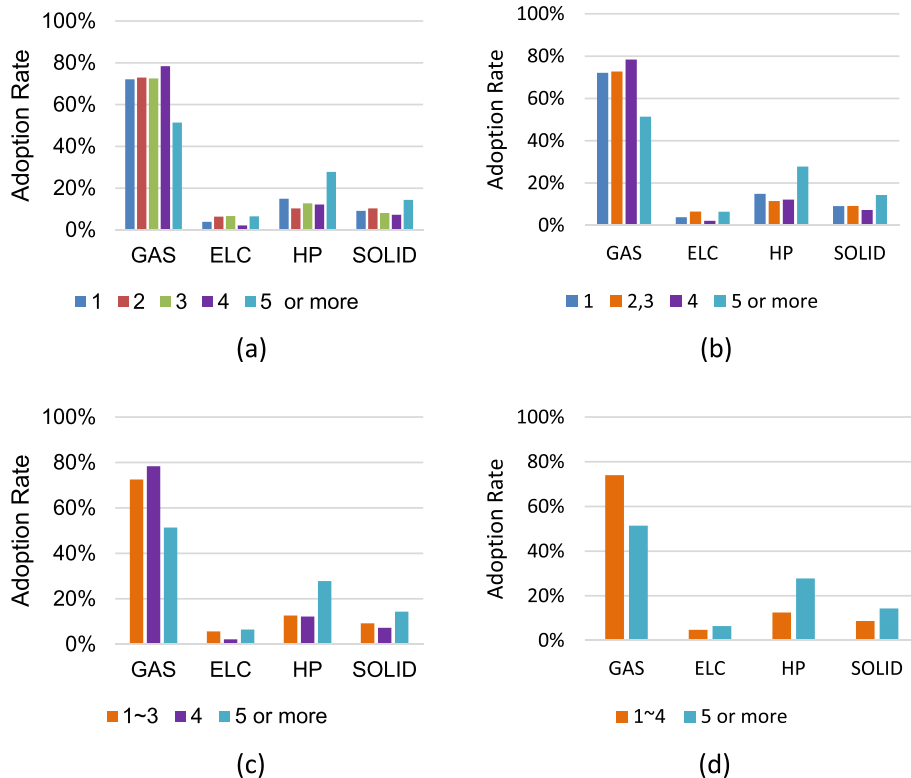 100%
80%
60%
40%
20%
0%
Adoption Rate
GAS ELC HP SOLID
1 2 3 4 5 or more
(a)
100%
80%
60%
40%
20%
0%
Adoption Rate
GAS ELC HP SOLID
1 2,3 4 5 or more
(b)
100%
80%
60%
40%
20%
0%
Adoption Rate
GAS ELC HP SOLID
1~3 4 5 or more
(c)
100%
80%
60%
40%
20%
0%
Adoption Rate
GAS ELC HP SOLID
1~4 5 or more
(d)